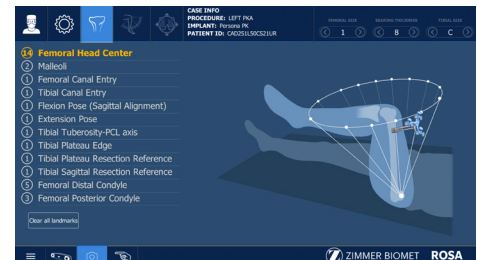 CASE INFO
PROCEDURE: LEFT PKA
IMPLANT: Persona PK
PATIENT ID: CAD251L50CS21UR
FEMORAL SIZE
1
BEARING THICKNESS
8
TIBIAL SIZE
C
14 Femoral Head Center
2 Malleoli
1 Femoral Canal Entry
1 Tibial Canal Entry
1 Flexion Pose (Sagittal Alignment)
1 Extension Pose
1 Tibial Tuberosity-PCL axis
1 Tibial Plateau Edge
1 Tibial Plateau Resection Reference
1 Tibial Sagittal Resection Reference
5 Femoral Distal Condyle
3 Femoral Posterior Condyle
Clear all landmarks
ZIMMER BIOMET ROSA